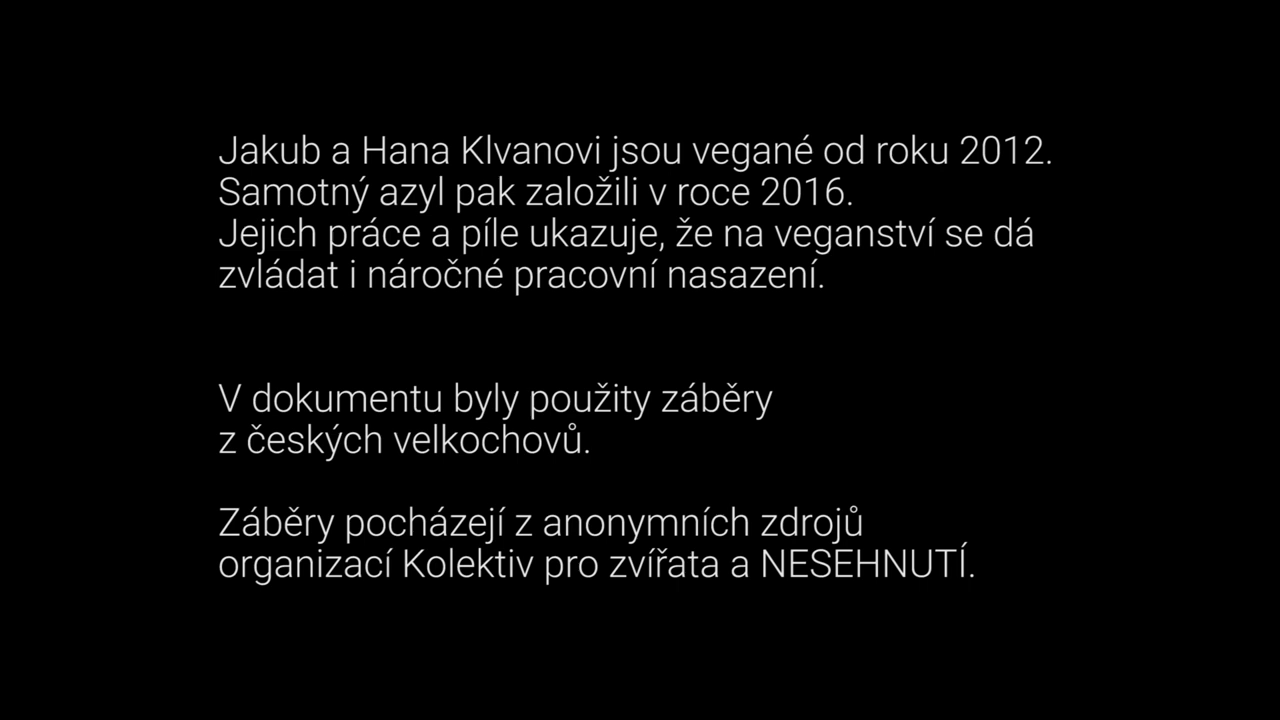 Jakub a Hana Klvanovi jsou vegané od roku 2012.
Samotný azyl pak založili v roce 2016.
Jejich práce a píle ukazuje, že na veganství se dá
zvládat i náročné pracovní nasazení.
V dokumentu byly použity záběry
z českých velkochovů.
Záběry pocházejí z anonymních zdrojů
organizací Kolektiv pro zvířata a NESEHNUTÍ.